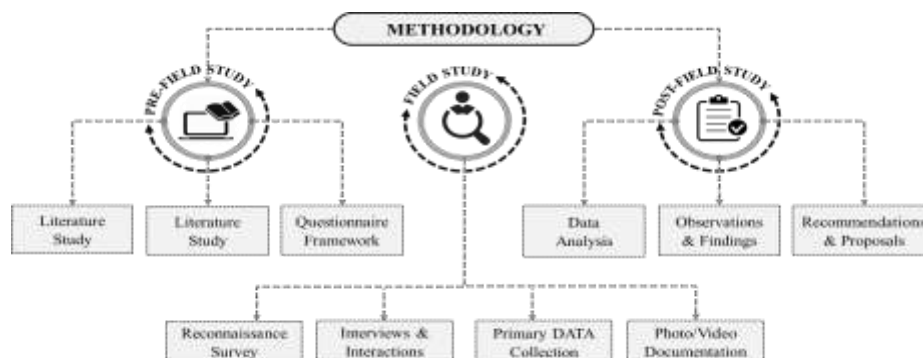 METHODOLOGY
PRE-FIELD STUDY
FIELD STUDY
POST-FIELD STUDY
Literature
Study
Literature
Study
Questionnaire
Framework
Data
Analysis
Observations
& Findings
Recommendations
& Proposals
Reconnaissance
Survey
Interviews &
Interactions
Primary DATA
Collection
Photo/Video
Documentation